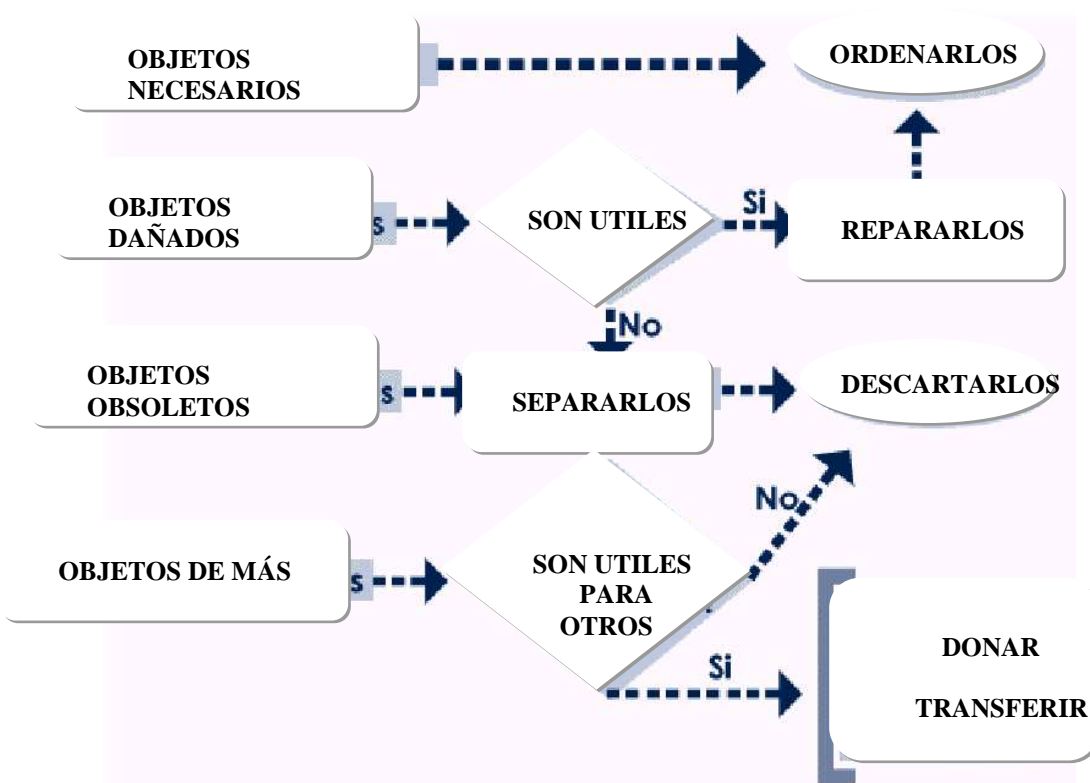 OBJETOS
NECESARIOS
ORDENARLOS
OBJETOS
DAÑADOS
s
SON UTILES
Si
REPARARLOS
No
OBJETOS
OBSOLETOS
s
SEPARARLOS
DESCARTARLOS
No
OBJETOS DE MÁS
s
SON UTILES
PARA
OTROS
Si
DONAR
TRANSFERIR